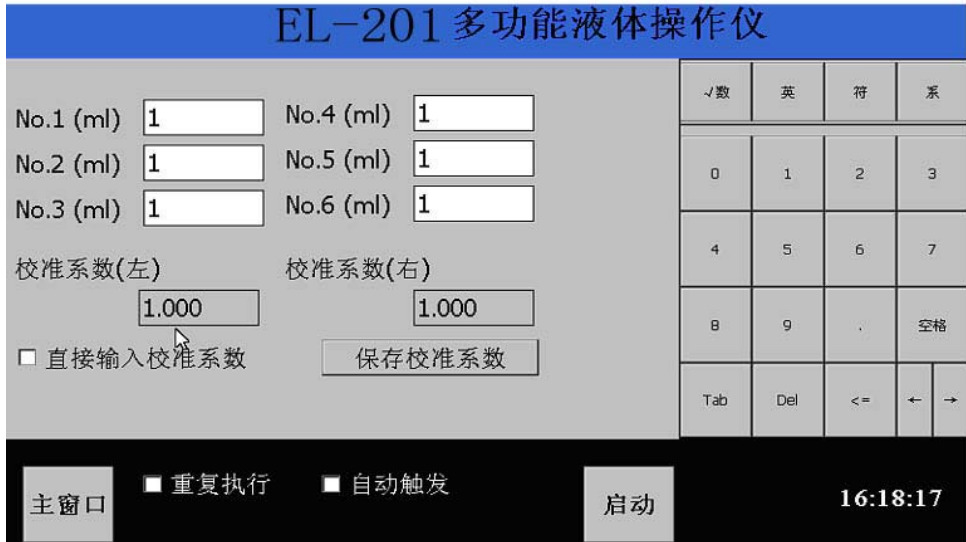 EL-201多功能液体操作仪
No.1 (ml) 1 No.4 (ml) 1
No.2 (ml) 1 No.5 (ml) 1
No.3 (ml) 1 No.6 (ml) 1
校准系数(左) 校准系数(右)
1.000 1.000
直接输入校准系数 保存校准系数
√数 英 符 系
0 1 2 3
4 5 6 7
8 9 . 空格
Tab Del <= ← →
主窗口 重复执行 自动触发 启动 16:18:17